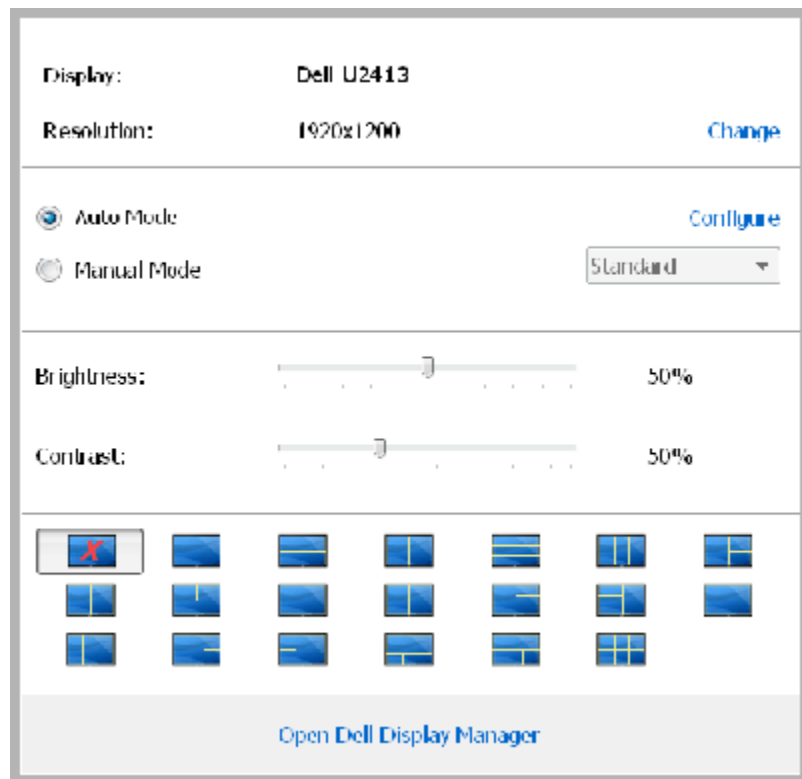 Display: Dell U2413
Resolution: 1920x1200 Change
Auto Mode Configure
Manual Mode Standard
Brightness: 50%
Contrast: 50%
Open Dell Display Manager